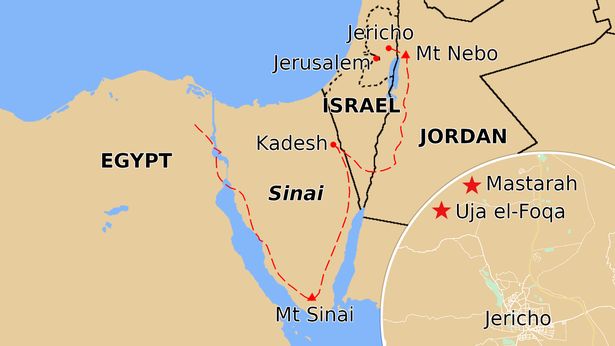 Jericho
Mt Nebo
Jerusalem
ISRAEL
Kadesh
JORDAN
EGYPT
Sinai
Mastarah
Uja el-Foqa
Mt Sinai
Jericho